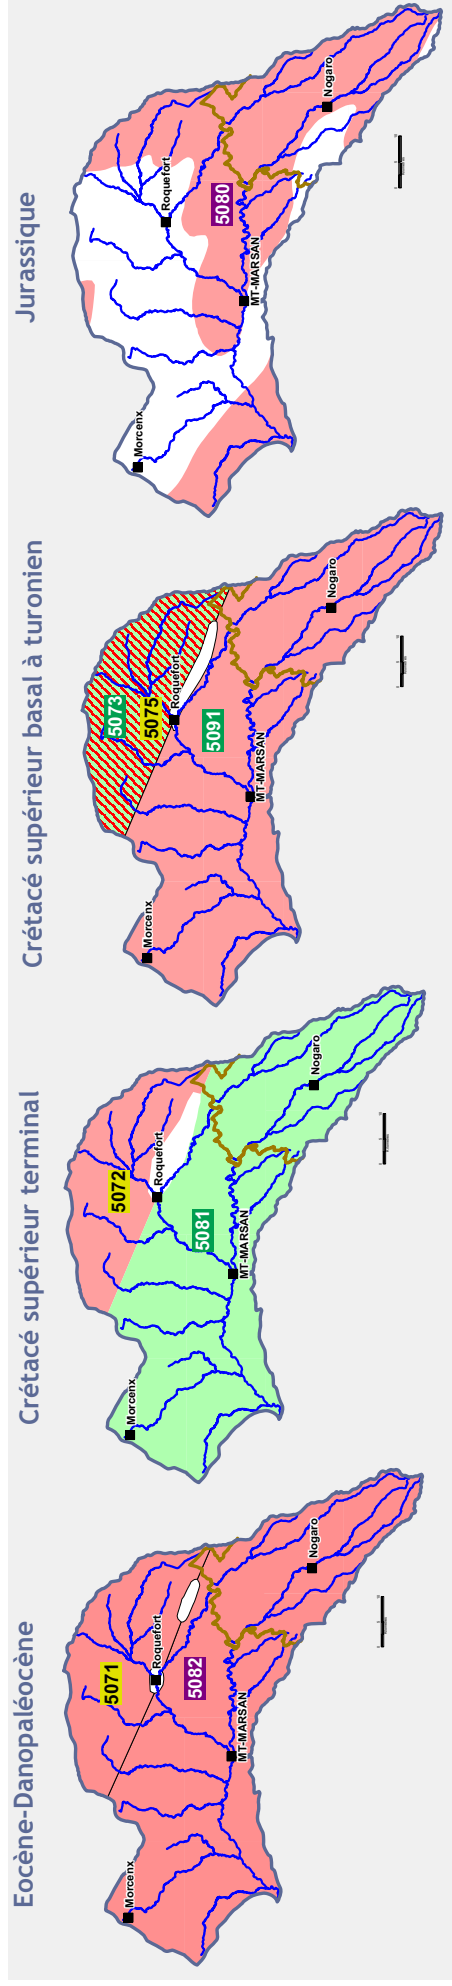 Eocène-Danopaléocène
Morcenx
5071
Roquefort
5082
MT-MARSAN
Nogaro
Crétacé supérieur terminal
Morcenx
5072
Roquefort
5081
MT-MARSAN
Nogaro
Crétacé supérieur basal à turonien
Morcenx
5073
5075
Roquefort
5091
MT-MARSAN
Nogaro
Jurassique
Morcenx
Roquefort
5080
MT-MARSAN
Nogaro